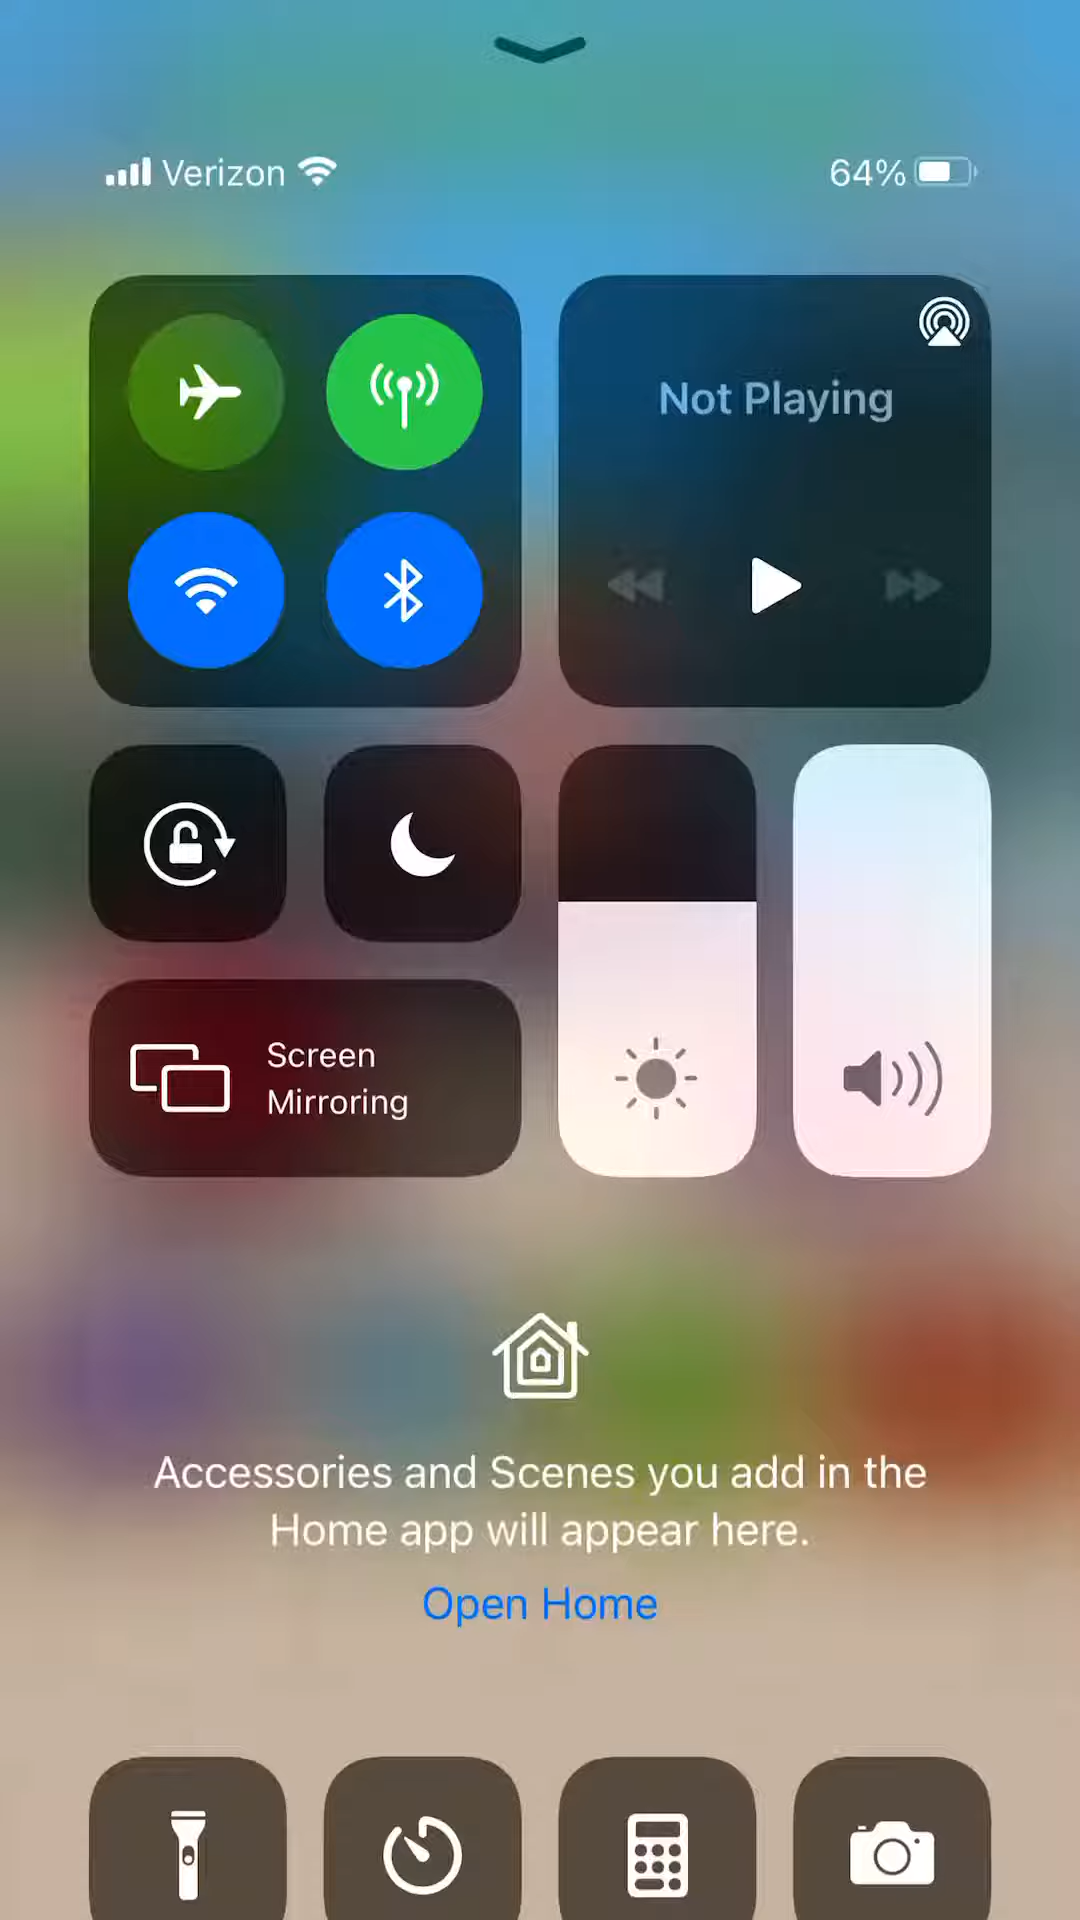 Verizon 64%
Not Playing
Screen
Mirroring
Accessories and Scenes you add in the
Home app will appear here.
Open Home